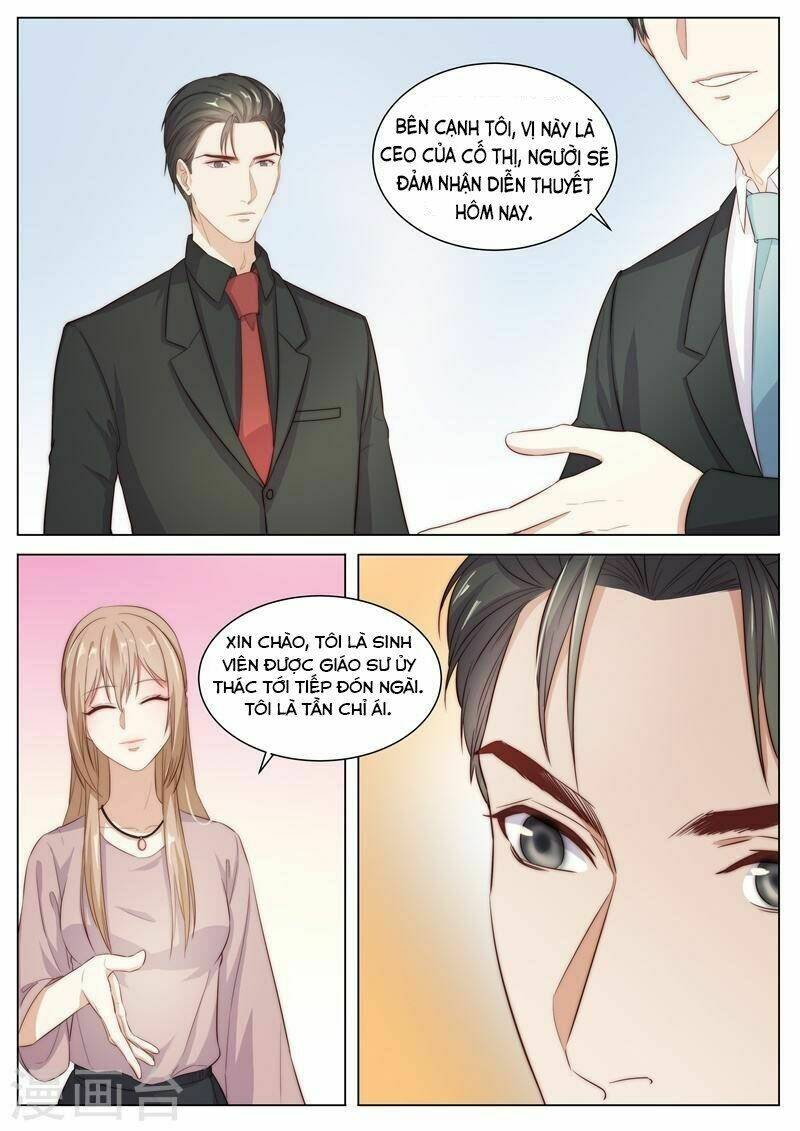 BÊN CẠNH TÔI, VỊ NÀY LÀ
CEO CỦA CỐ THỊ, NGƯỜI SẼ
ĐẢM NHẬN DIỄN THUYẾT
HÔM NAY.
XIN CHÀO, TÔI LÀ SINH
VIÊN ĐƯỢC GIÁO SƯ ỦY
THÁC TỚI TIẾP ĐÓN NGÀI.
TÔI LÀ TẦN CHỈ ÁI.
漫画台